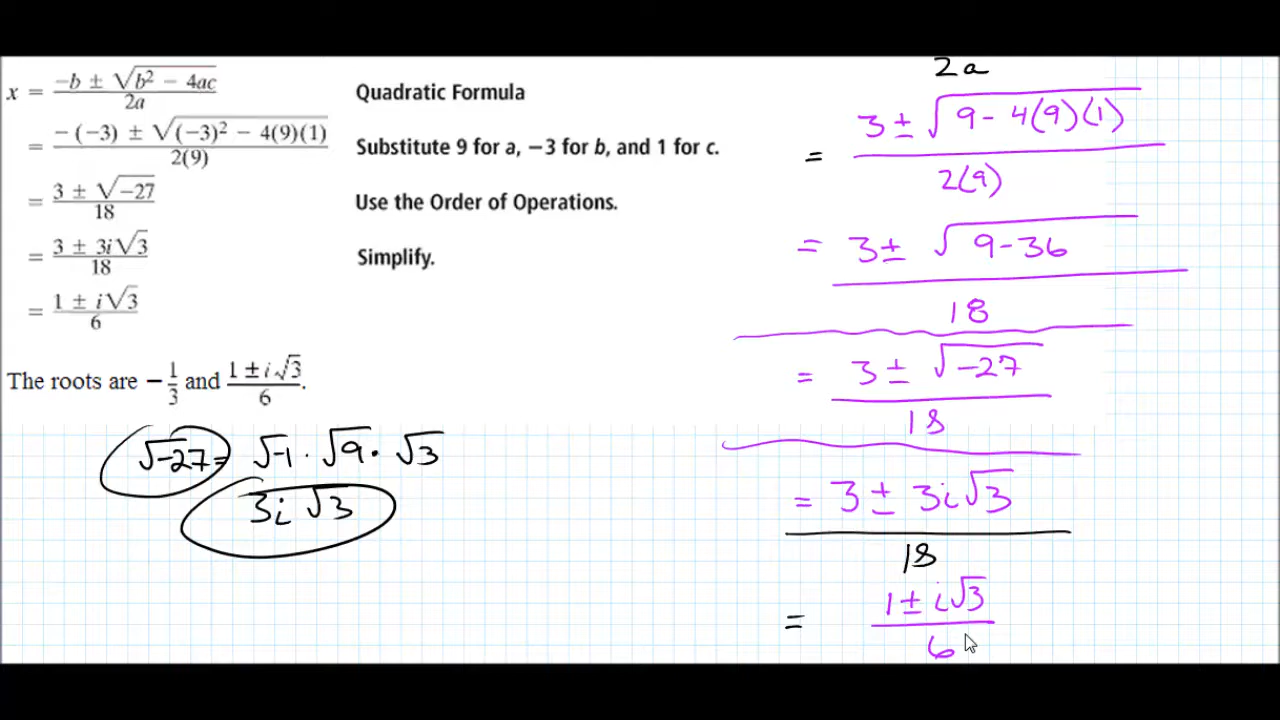 x = (-b ± √(b² − 4ac)) / 2a   Quadratic Formula
= (−(−3) ± √((−3)² − 4(9)(1))) / 2(9)   Substitute 9 for a, −3 for b, and 1 for c.
= (3 ± √−27) / 18   Use the Order of Operations.
= (3 ± 3i√3) / 18   Simplify.
= (1 ± i√3) / 6
The roots are −1/3 and (1 ± i√3)/6.
√−27 = √−1 · √9 · √3
3i √3
2a
= (3 ± √(9 − 4(9)(1))) / 2(9)
= (3 ± √(9 − 36)) / 18
= (3 ± √−27) / 18
= (3 ± 3i√3) / 18
= (1 ± i√3) / 6